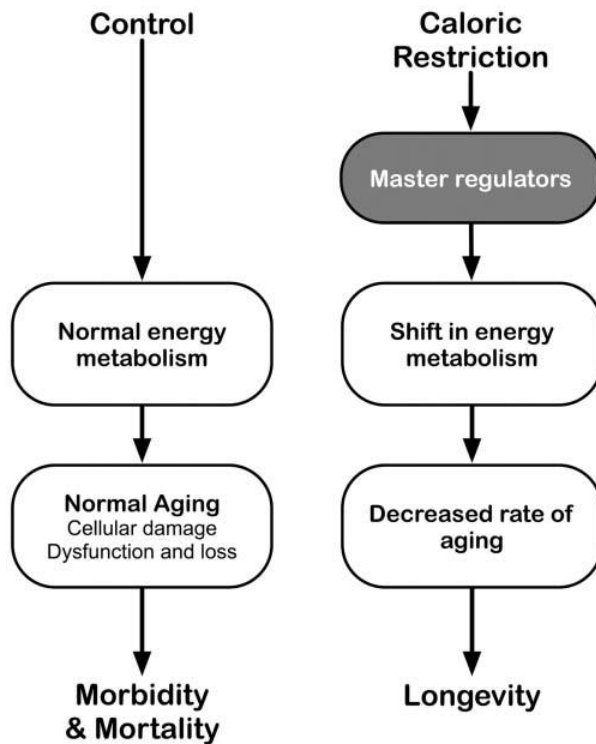 Control
Normal energy
metabolism
Normal Aging
Cellular damage
Dysfunction and loss
Morbidity
& Mortality
Caloric
Restriction
Master regulators
Shift in energy
metabolism
Decreased rate of
aging
Longevity